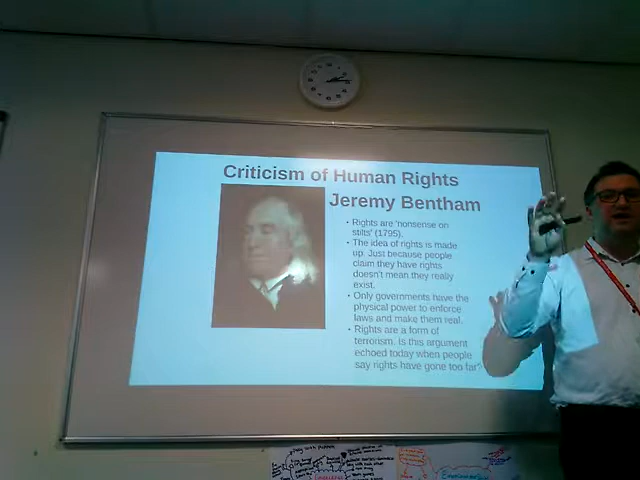 Criticism of Human Rights
Jeremy Bentham
• Rights are 'nonsense on
stilts' (1795).
• The idea of rights is made
up. Just because people
claim they have rights
doesn't mean they really
exist.
• Only governments have the
physical power to enforce
laws and make them real.
• Rights are a form of
terrorism. Is this argument
echoed today when people
say rights have gone too far?